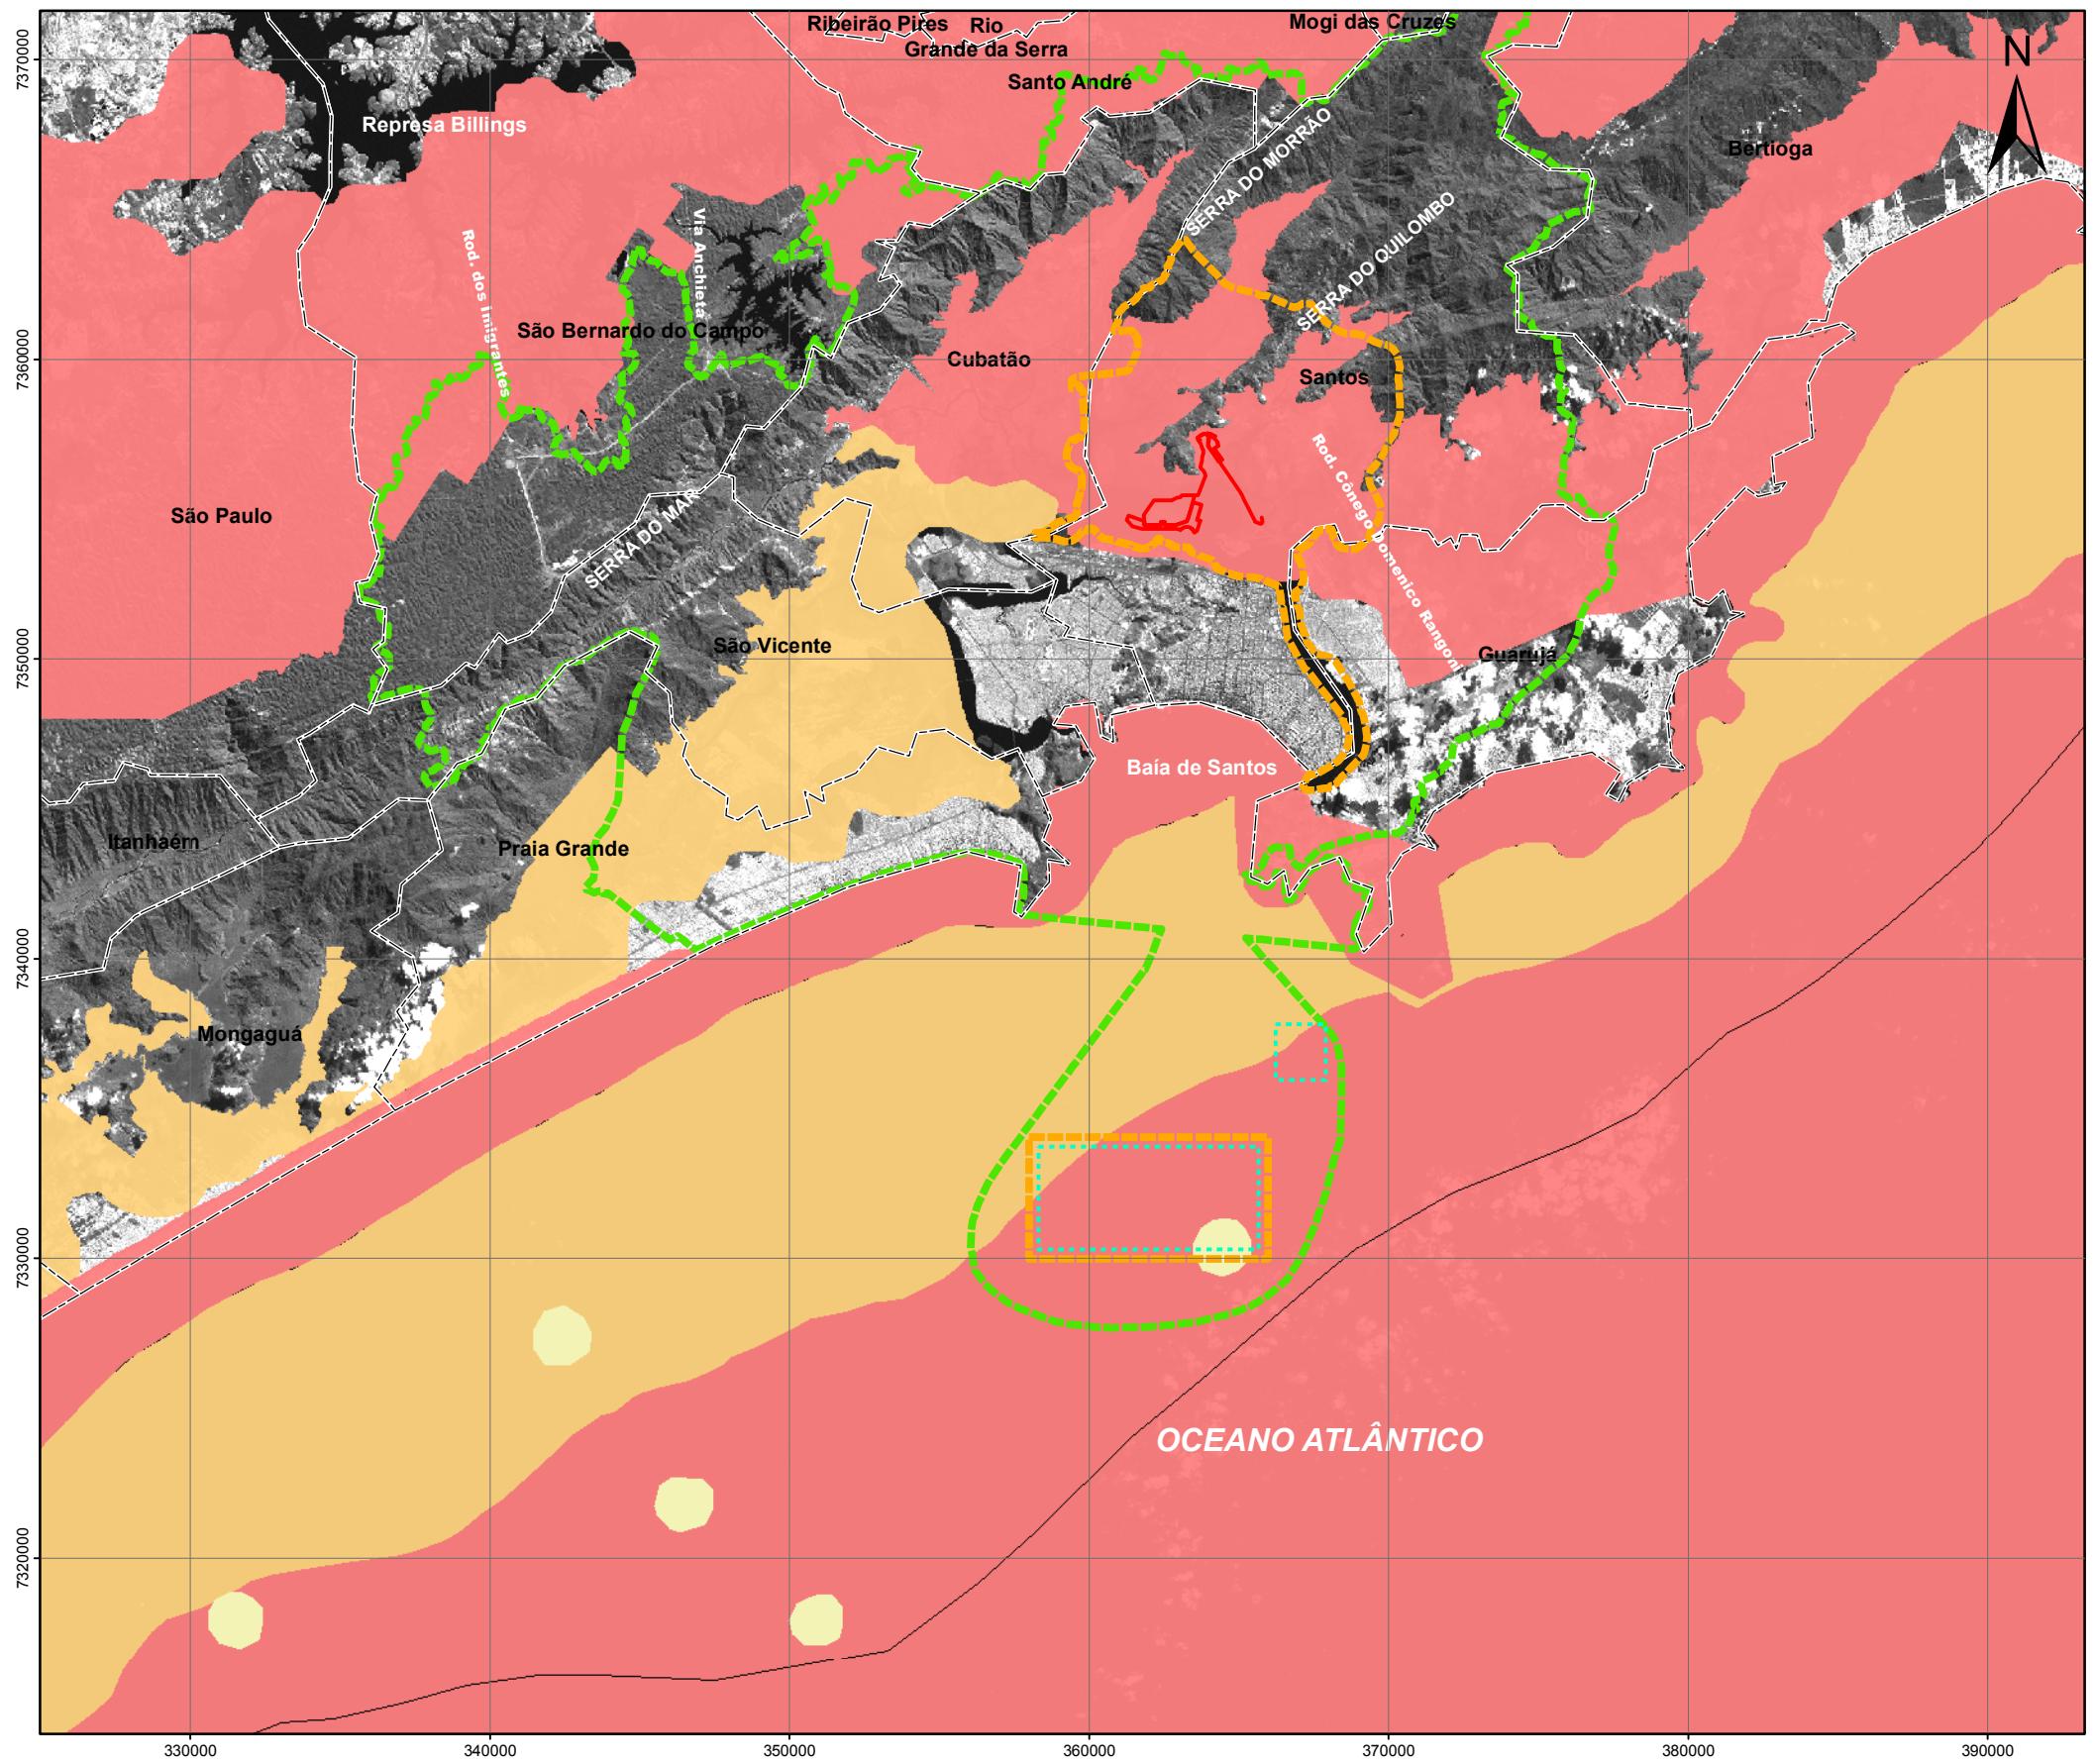 Ribeirão Pires
Rio
Grande da Serra
Mogi das Cruzes
N
Santo André
Represa Billings
SERRA DO MORRÃO
Bertioga
Via Anchieta
SERRA DO QUILOMBO
Rod. dos Imigrantes
São Bernardo do Campo
Cubatão
Santos
São Paulo
Rod. Cônego Domenico Rangoni
SERRA DO MAR
São Vicente
Guarujá
Baía de Santos
Itanhaém
Praia Grande
Mongaguá
OCEANO ATLÂNTICO
7370000
7360000
7350000
7340000
7330000
7320000
330000
340000
350000
360000
370000
380000
390000